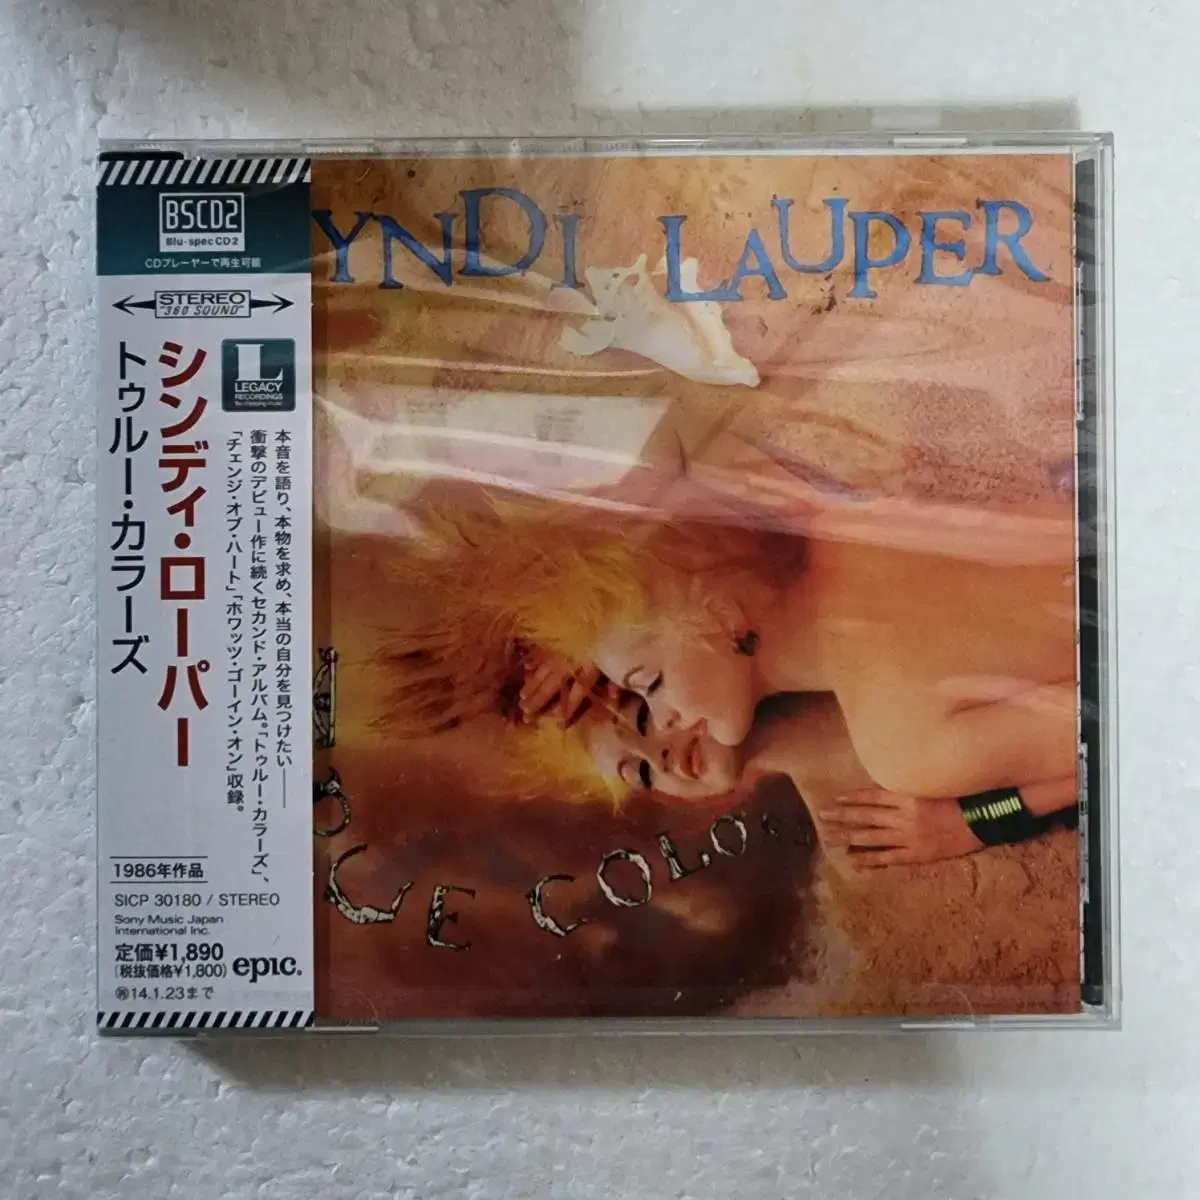 BSCD2
Blu-spec CD2
CDプレーヤーで再生可能
STEREO
"360 SOUND"
L
LEGACY
RECORDINGS
シンディ・ローパー
トゥルー・カラーズ
本音を語り、本物を求め、本当の自分を見つけたい——
衝撃のデビュー作に続くセカンド・アルバム。「トゥルー・カラーズ」、
「チェンジ・オブ・ハート」「ホワッツ・ゴーイン・オン」収録。
1986年作品
SICP 30180 / STEREO
Sony Music Japan
International Inc.
定価¥1,890
(税抜価格¥1,800)
epic.
㋐14.1.23まで
YNDI LAUPER
UE COLORS